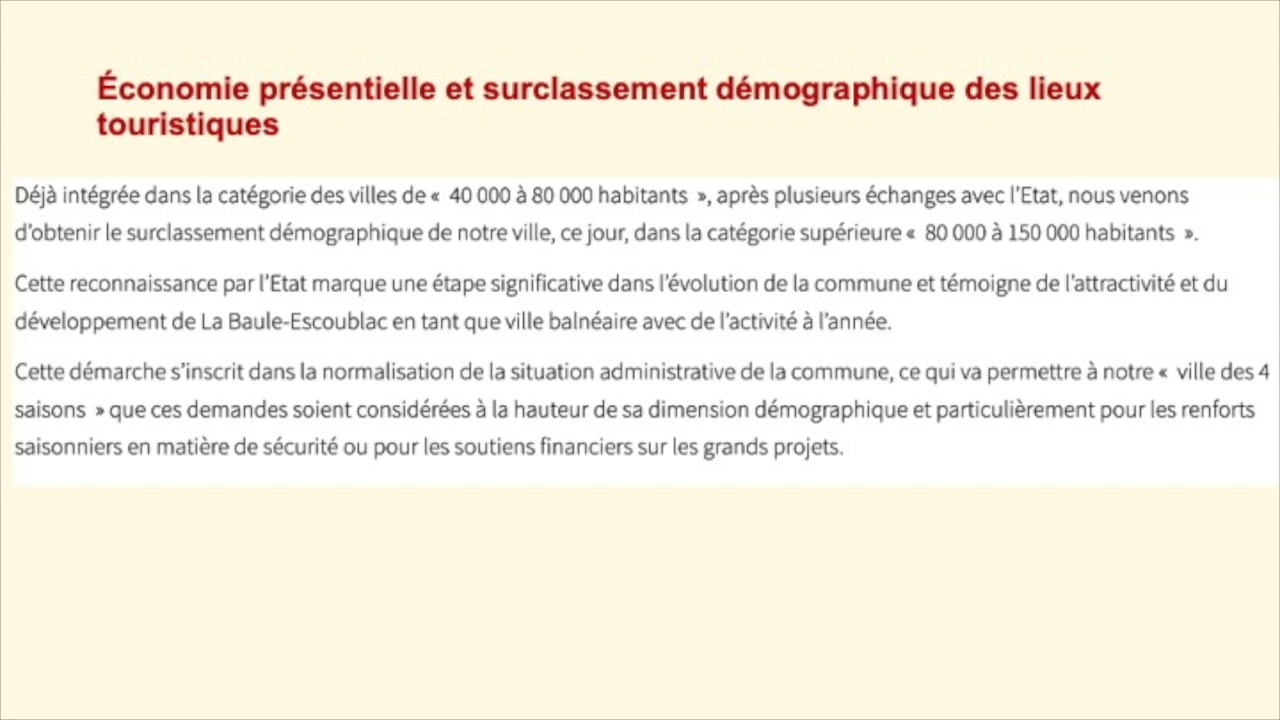 Économie présentielle et surclassement démographique des lieux
touristiques
Déjà intégrée dans la catégorie des villes de «  40 000 à 80 000 habitants  », après plusieurs échanges avec l'Etat, nous venons
d'obtenir le surclassement démographique de notre ville, ce jour, dans la catégorie supérieure «  80 000 à 150 000 habitants  ».
Cette reconnaissance par l'Etat marque une étape significative dans l'évolution de la commune et témoigne de l'attractivité et du
développement de La Baule-Escoublac en tant que ville balnéaire avec de l'activité à l'année.
Cette démarche s'inscrit dans la normalisation de la situation administrative de la commune, ce qui va permettre à notre «  ville des 4
saisons  » que ces demandes soient considérées à la hauteur de sa dimension démographique et particulièrement pour les renforts
saisonniers en matière de sécurité ou pour les soutiens financiers sur les grands projets.